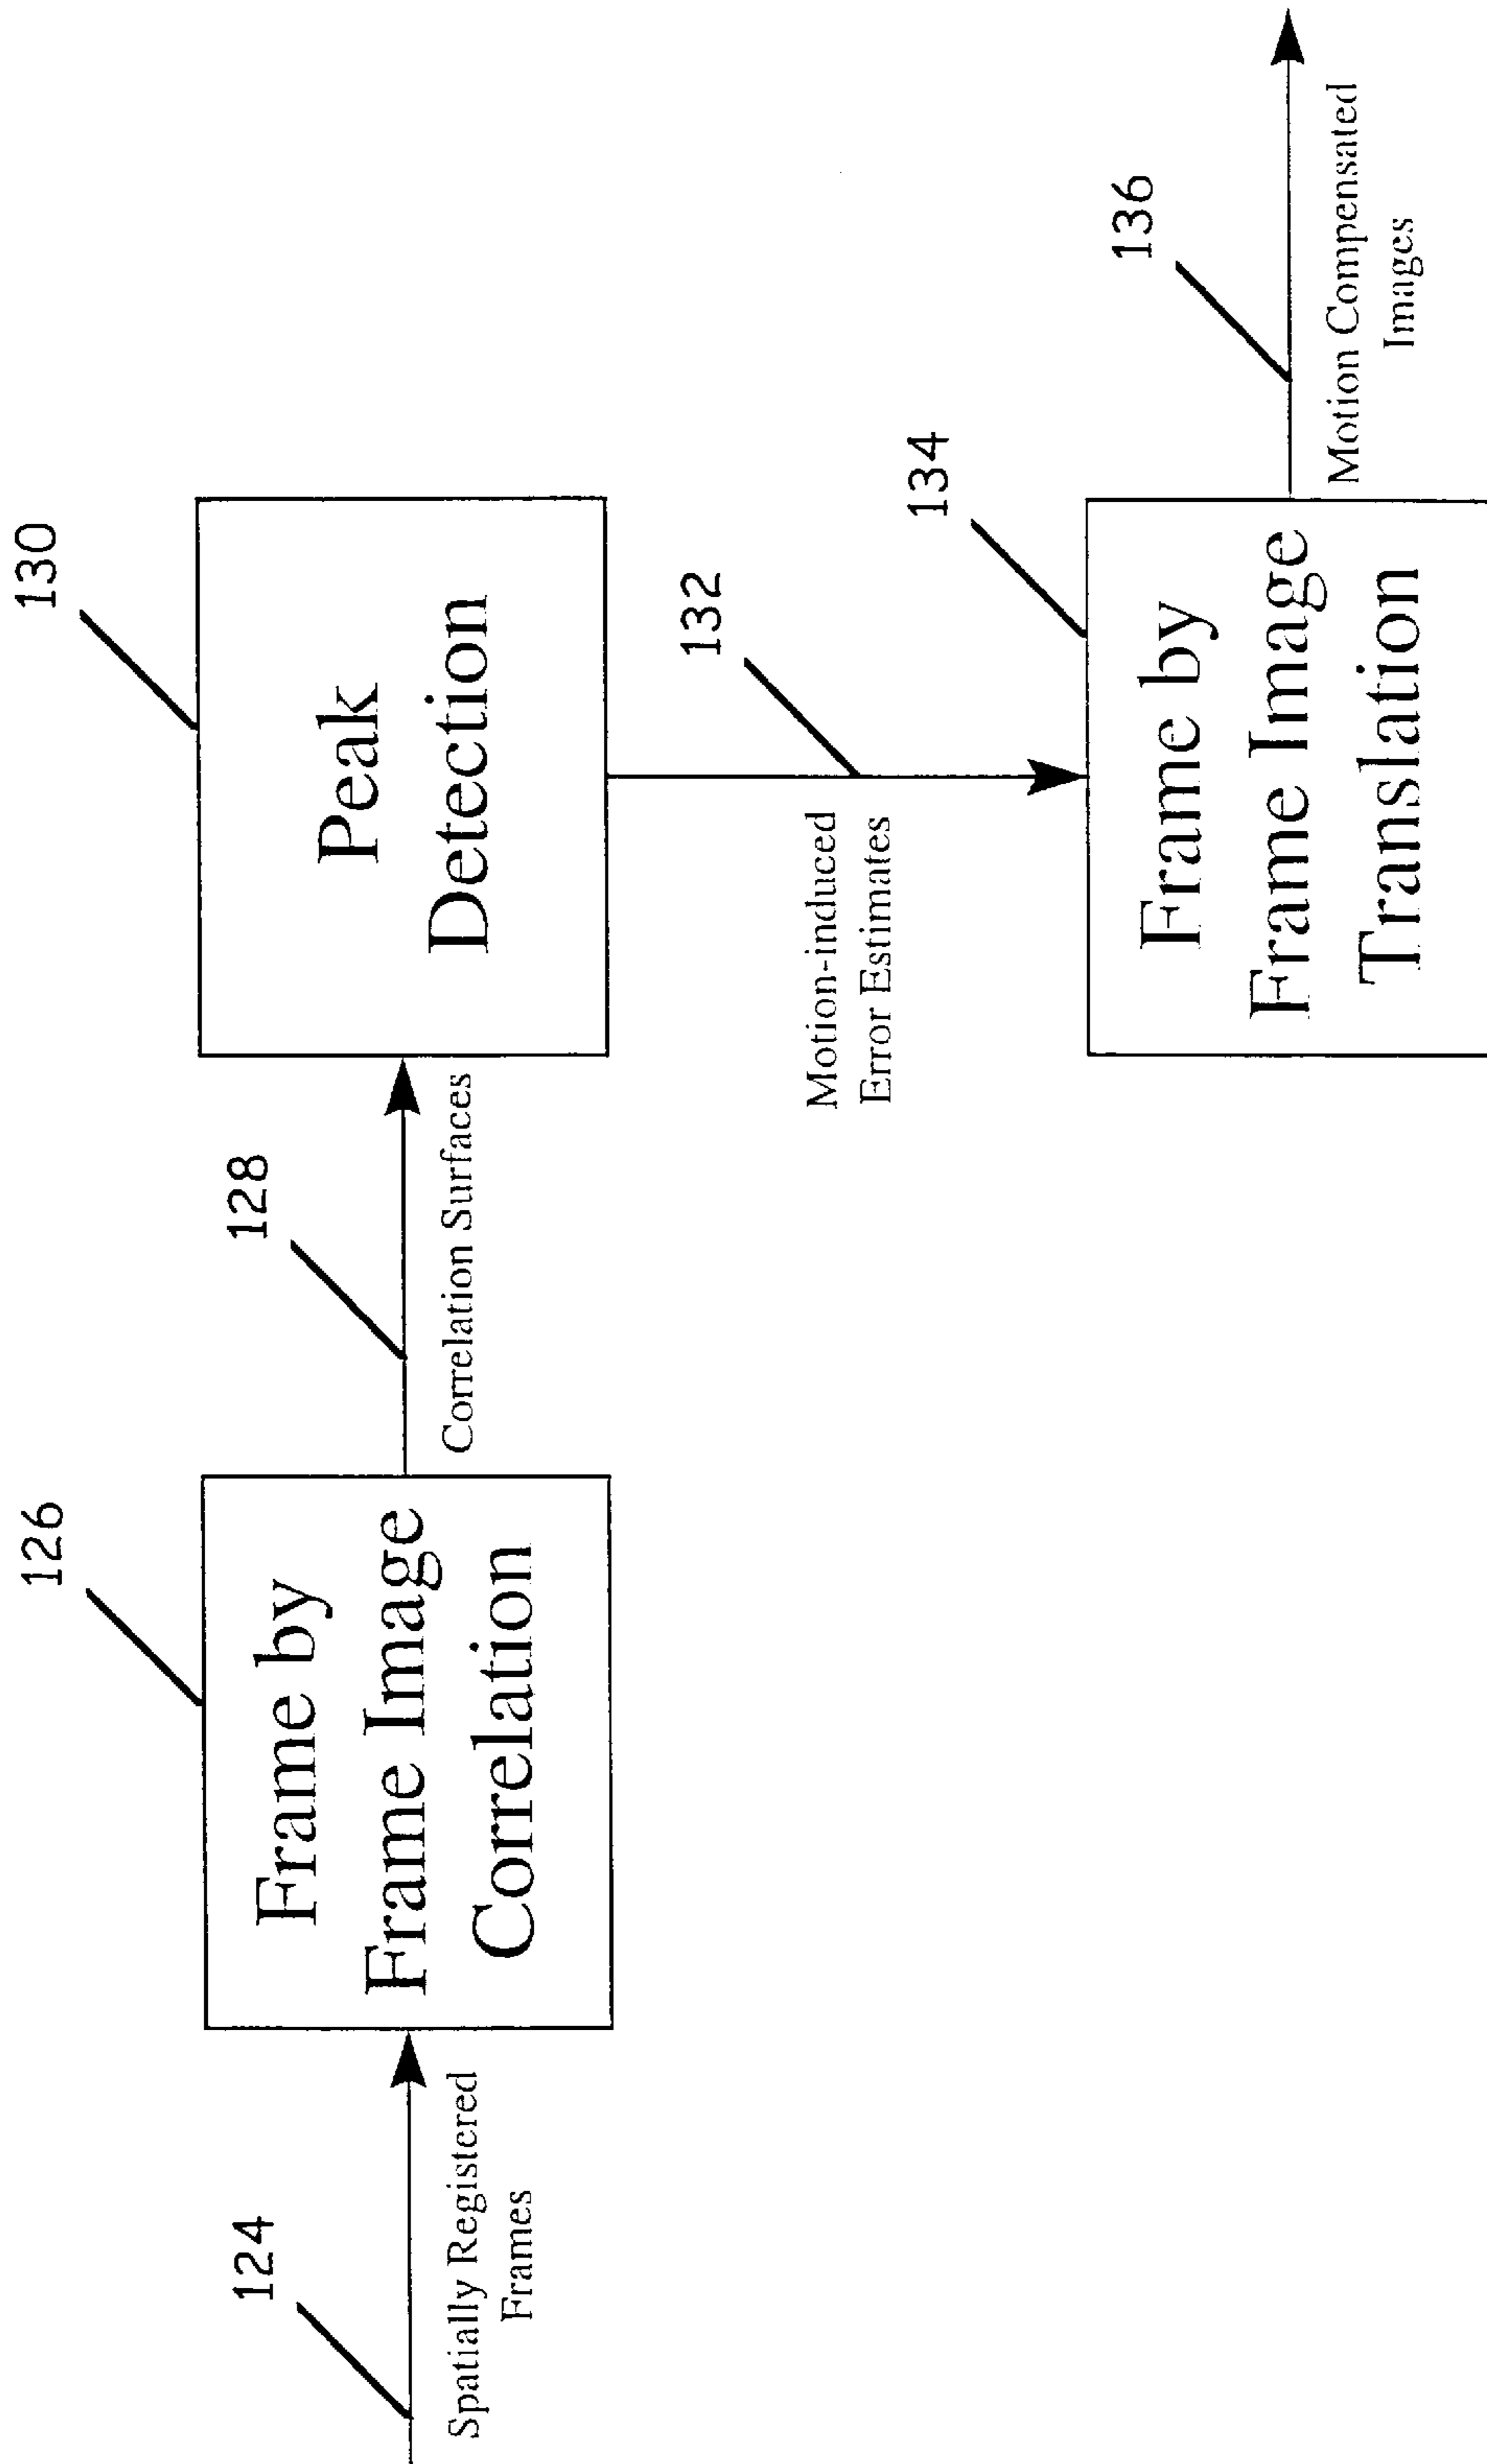 124
Spatially Registered
Frames
126
Frame by
Frame Image
Correlation
128
Correlation Surfaces
130
Peak
Detection
132
Motion-induced
Error Estimates
134
Frame by
Frame Image
Translation
136
Motion Compensated
Images